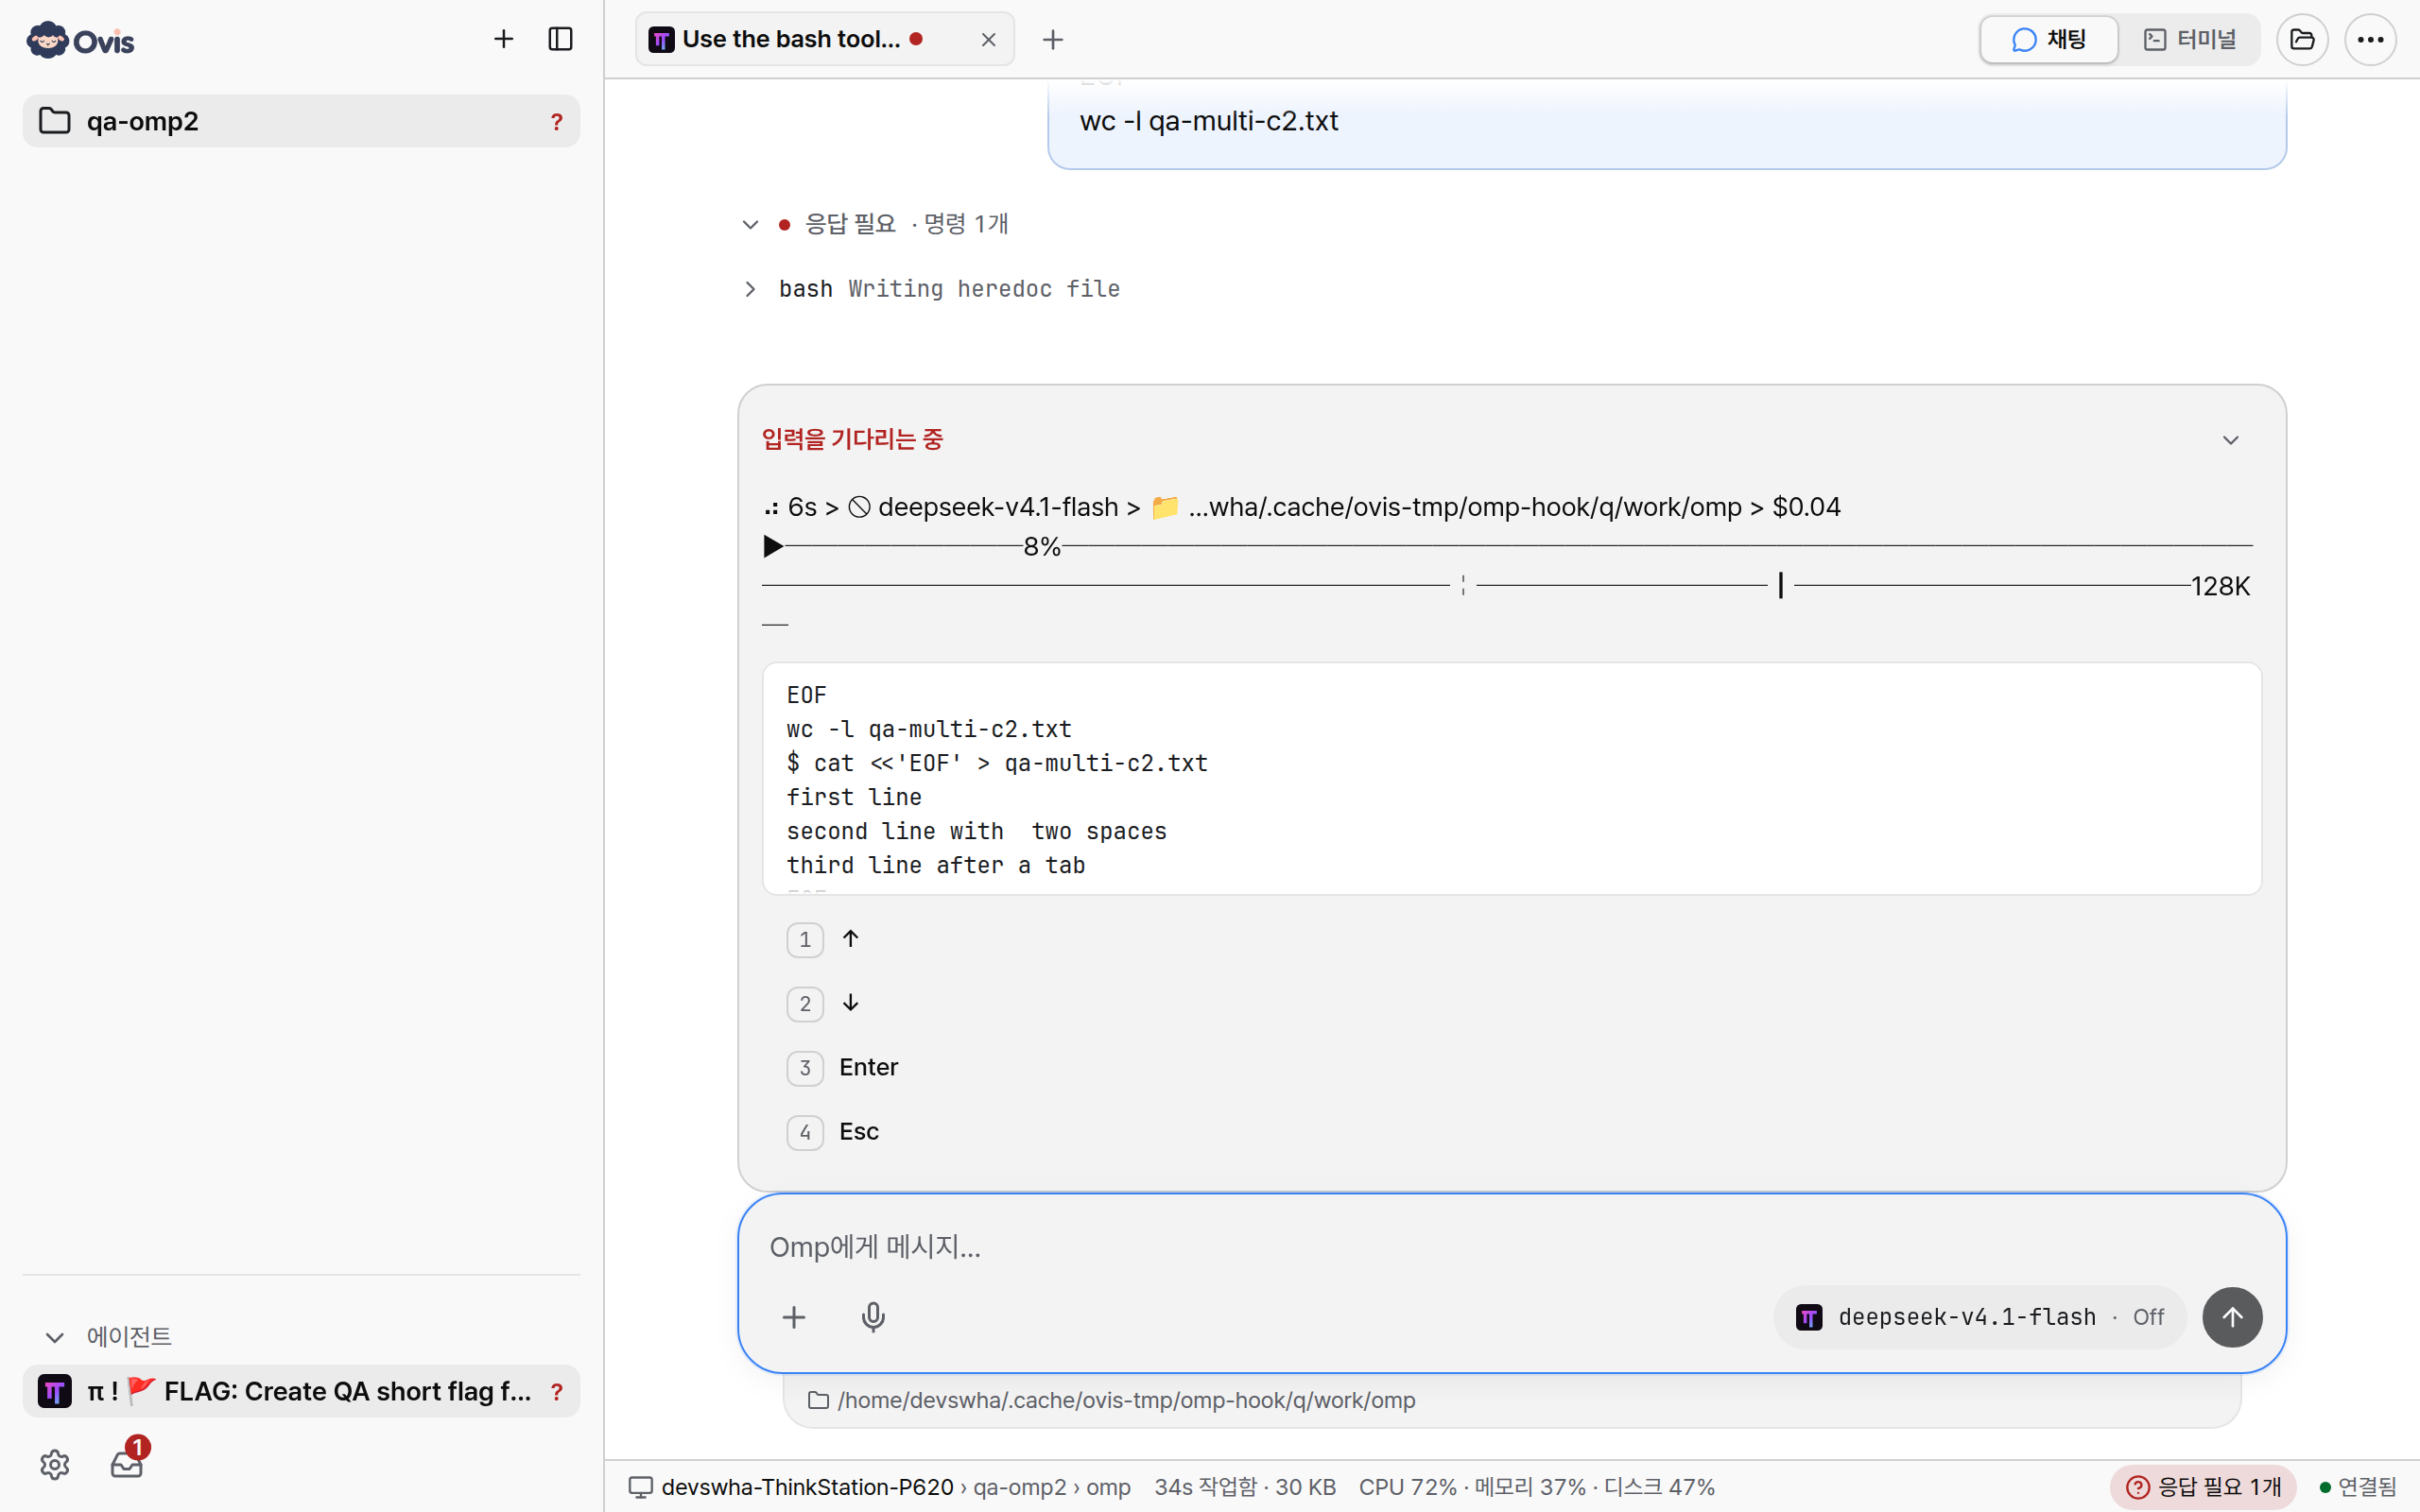 Ovis
qa-omp2
?
Use the bash tool...
채팅
터미널
wc -l qa-multi-c2.txt
응답 필요 · 명령 1개
bash Writing heredoc file
입력을 기다리는 중
6s > deepseek-v4.1-flash > 📁 ...wha/.cache/ovis-tmp/omp-hook/q/work/omp > $0.04
8%
128K
EOF
wc -l qa-multi-c2.txt
$ cat <<'EOF' > qa-multi-c2.txt
first line
second line with  two spaces
third line after a tab
1 ↑
2 ↓
3 Enter
4 Esc
Omp에게 메시지...
deepseek-v4.1-flash · Off
/home/devswha/.cache/ovis-tmp/omp-hook/q/work/omp
에이전트
π ! 🚩 FLAG: Create QA short flag f... ?
1
devswha-ThinkStation-P620 › qa-omp2 › omp 34s 작업함 · 30 KB CPU 72% · 메모리 37% · 디스크 47%
응답 필요 1개
연결됨